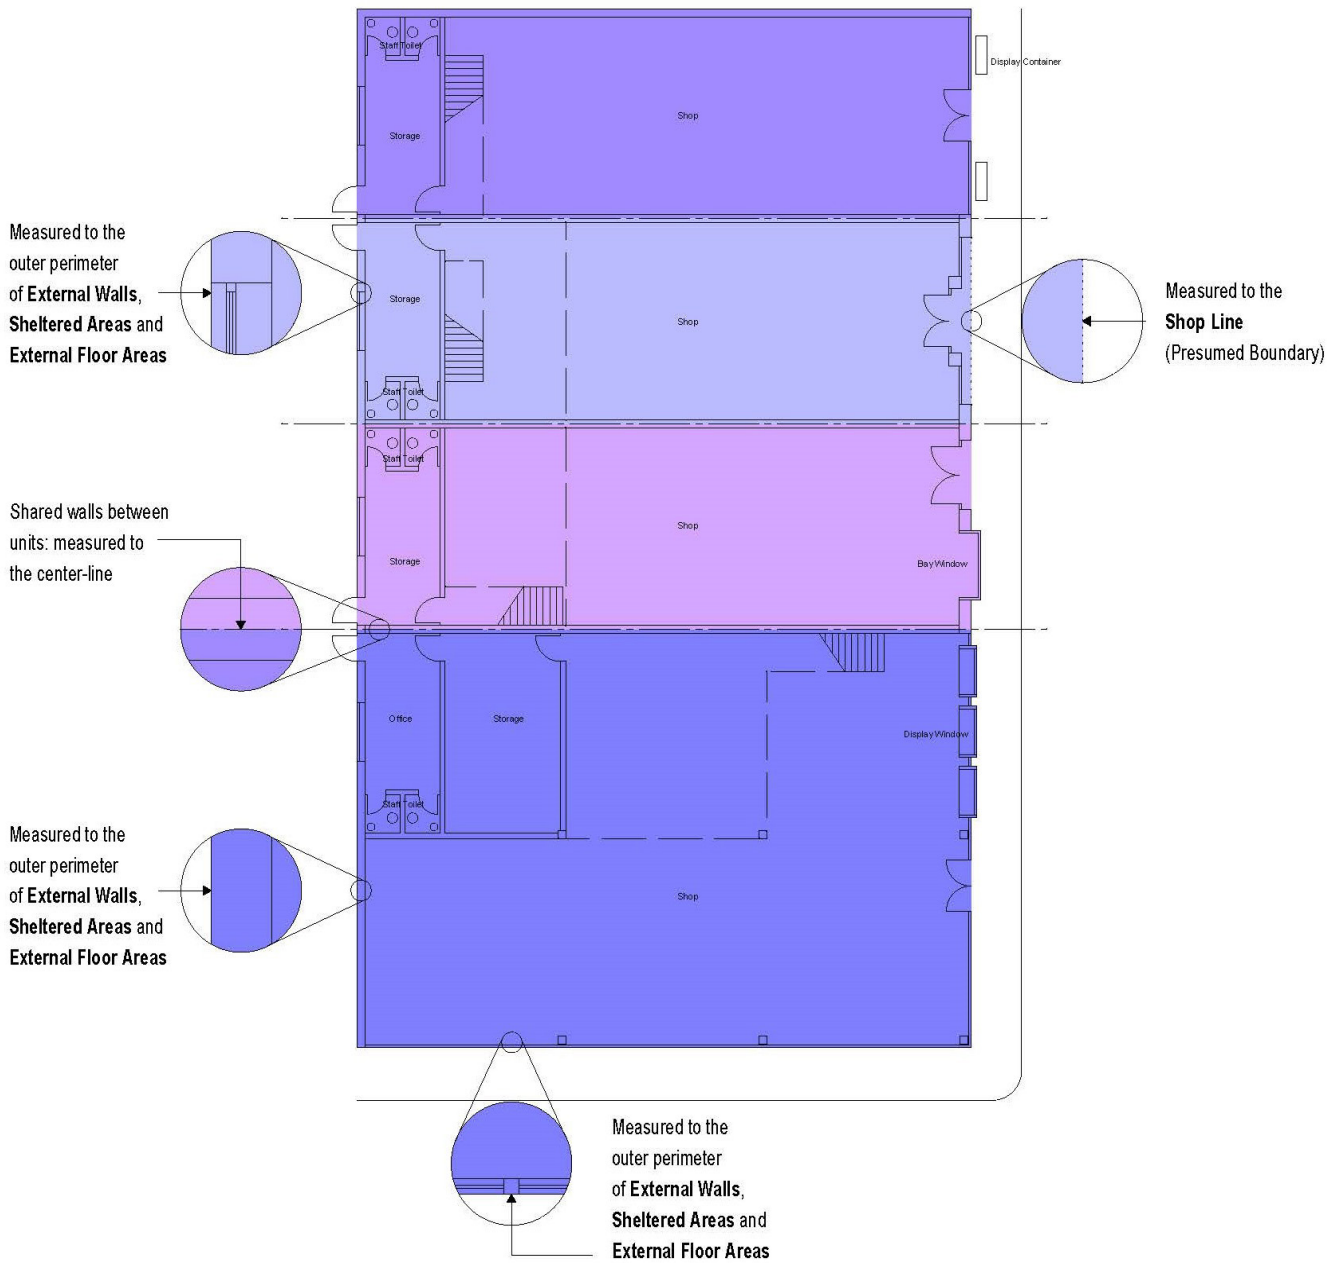 Staff Toilet
Display Container
Shop
Storage
Measured to the
outer perimeter
of External Walls,
Sheltered Areas and
External Floor Areas
Storage
Shop
Measured to the
Shop Line
(Presumed Boundary)
Staff Toilet
Staff Toilet
Shared walls between
units: measured to
the center-line
Shop
Storage
Bay Window
Office
Storage
Display Window
Staff Toilet
Measured to the
outer perimeter
of External Walls,
Sheltered Areas and
External Floor Areas
Shop
Measured to the
outer perimeter
of External Walls,
Sheltered Areas and
External Floor Areas